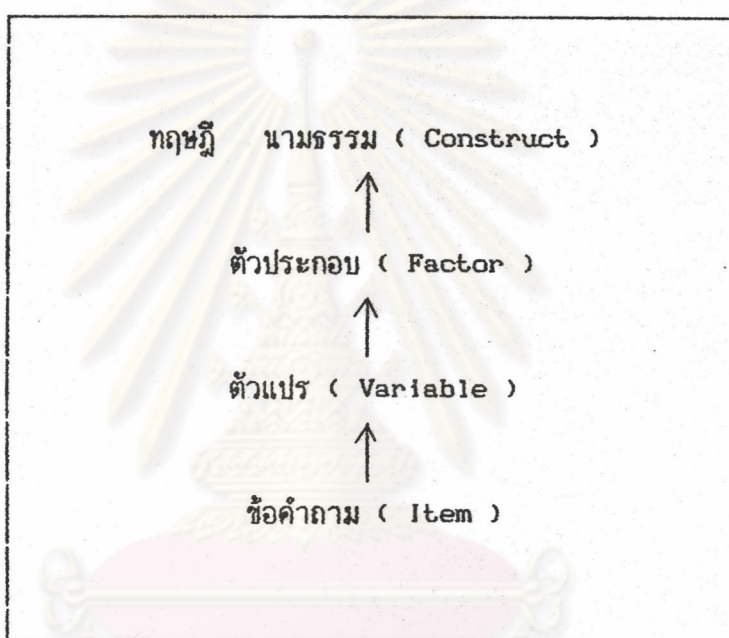 ทฤษฎี นามธรรม ( Construct )
ตัวประกอบ ( Factor )
ตัวแปร ( Variable )
ข้อคำถาม ( Item )